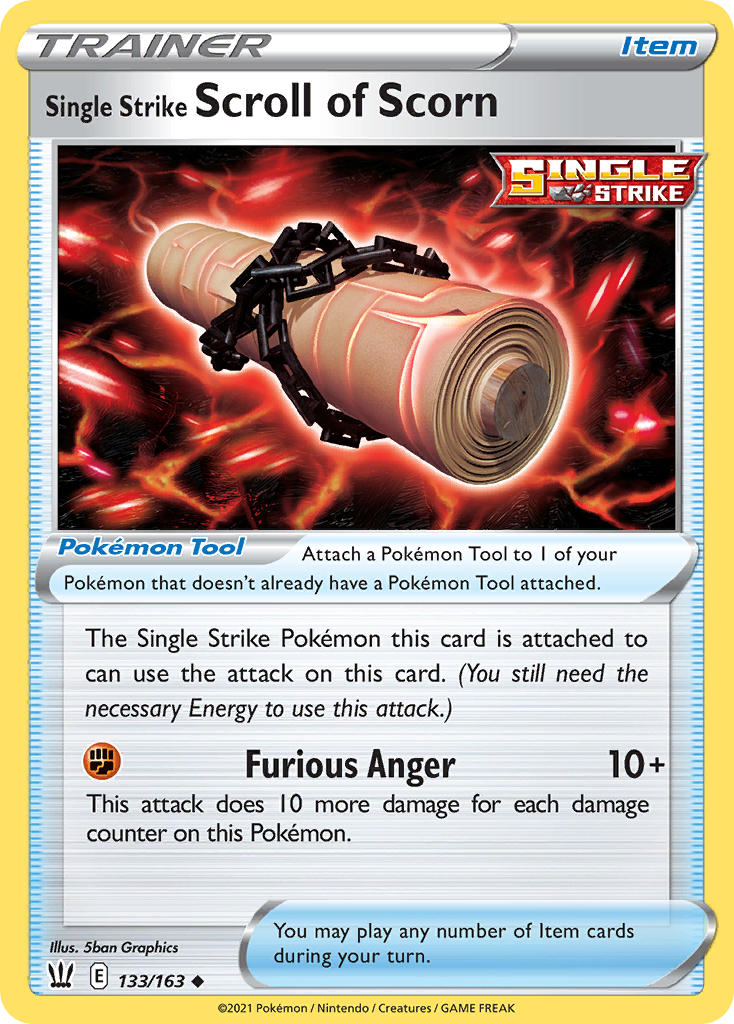 TRAINER
Item
Single Strike Scroll of Scorn
SINGLE
STRIKE
Pokémon Tool
Attach a Pokémon Tool to 1 of your
Pokémon that doesn't already have a Pokémon Tool attached.
The Single Strike Pokémon this card is attached to
can use the attack on this card. (You still need the
necessary Energy to use this attack.)
Furious Anger 10+
This attack does 10 more damage for each damage
counter on this Pokémon.
Illus. 5ban Graphics
You may play any number of Item cards
during your turn.
E 133/163
©2021 Pokémon / Nintendo / Creatures / GAME FREAK